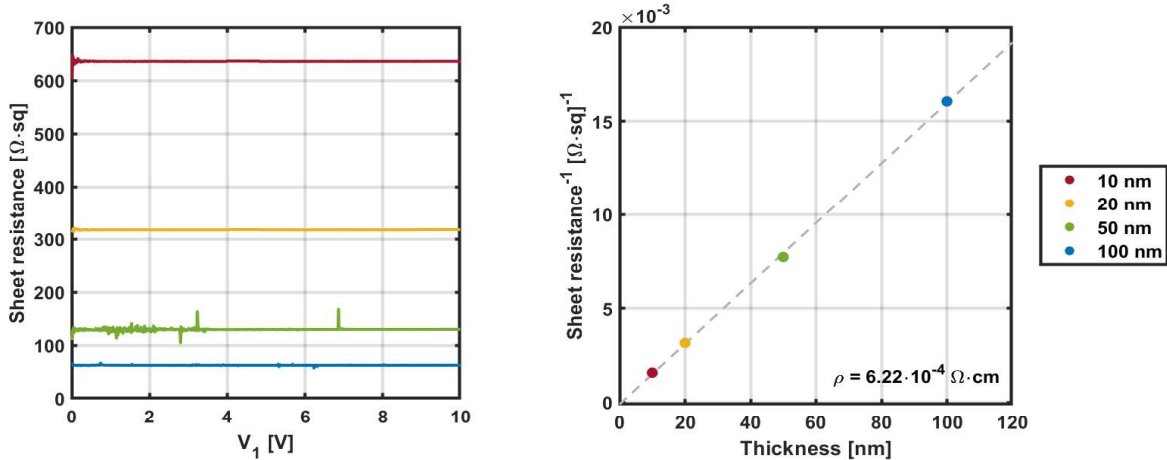 700
600
500
400
300
200
100
0
Sheet resistance [Ω·sq]
0 2 4 6 8 10
V1 [V]
×10-3
20
15
10
5
0
Sheet resistance-1 [Ω·sq]-1
ρ = 6.22·10-4 Ω·cm
0 20 40 60 80 100 120
Thickness [nm]
10 nm
20 nm
50 nm
100 nm